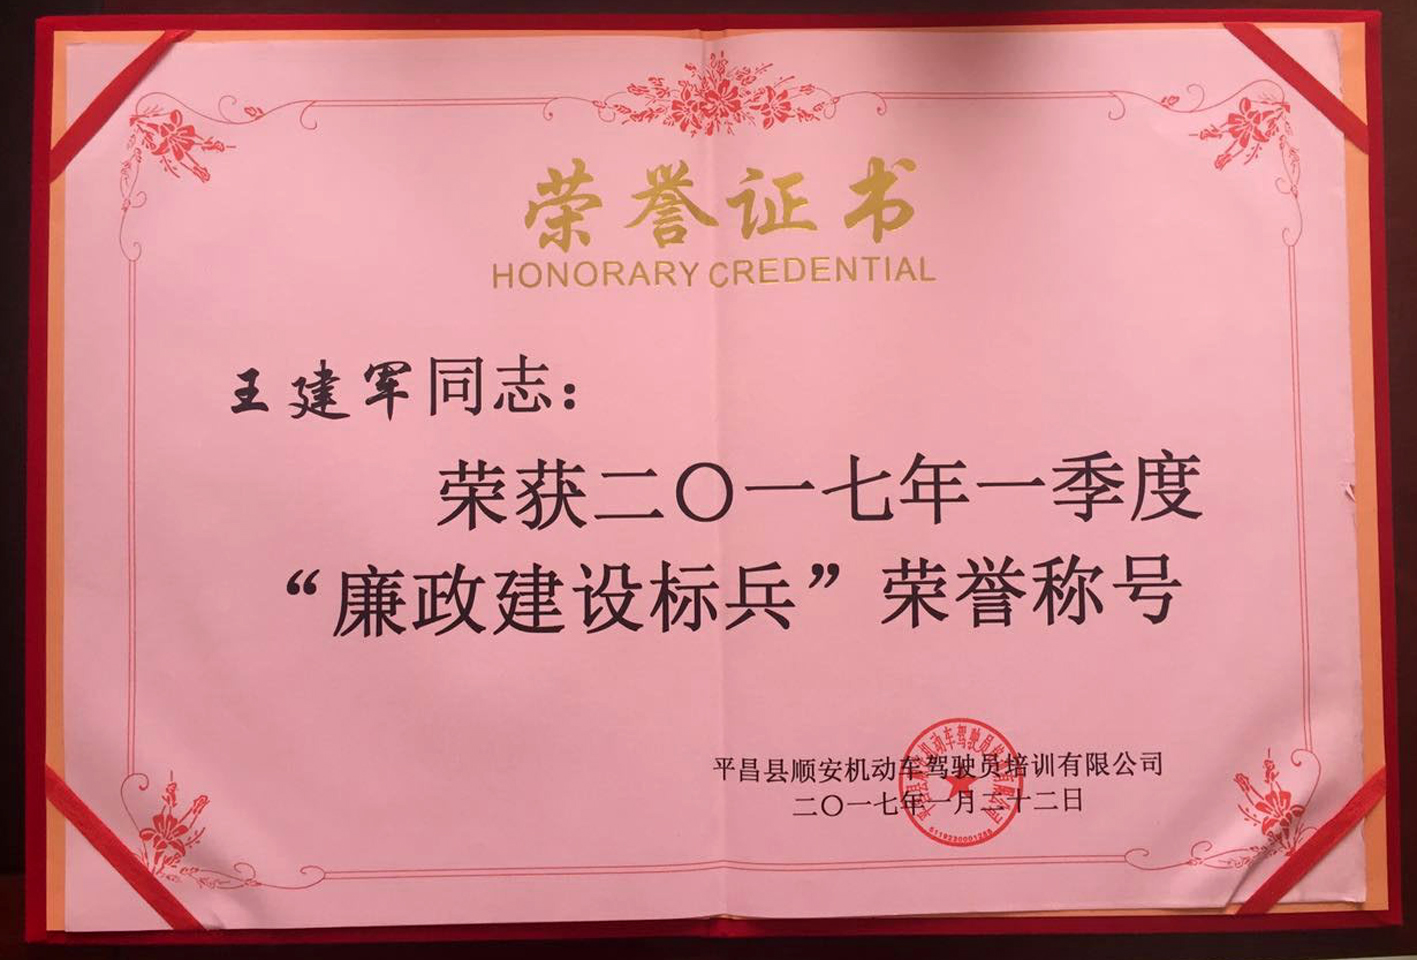 荣誉证书
HONORARY CREDENTIAL
王建军同志：
荣获二〇一七年一季度
“廉政建设标兵”荣誉称号
平昌县顺安机动车驾驶员培训有限公司
二〇一七年一月二十二日